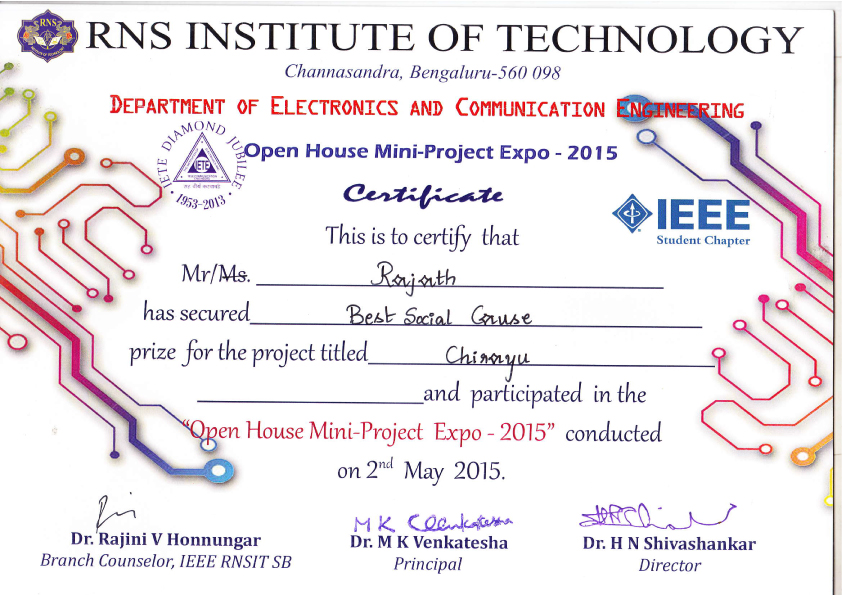 RNS
RNS INSTITUTE OF TECHNOLOGY
Channasandra, Bengaluru-560 098
DEPARTMENT OF ELECTRONICS AND COMMUNICATION ENGINEERING
IETE DIAMOND JUBILEE
IETE
1953-2013
Open House Mini-Project Expo - 2015
Certificate
IEEE
Student Chapter
This is to certify that
Mr/Ms. Rajath
has secured Best Social Cause
prize for the project titled Chirayu
and participated in the
“Open House Mini-Project Expo - 2015” conducted
on 2nd May 2015.
M K Venkatesha
Dr. Rajini V Honnungar
Branch Counselor, IEEE RNSIT SB
Dr. M K Venkatesha
Principal
Dr. H N Shivashankar
Director